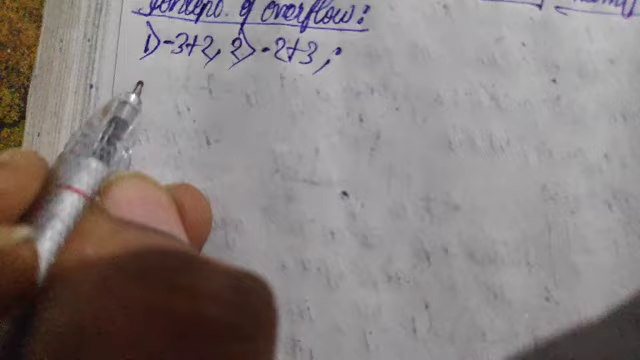 concept of overflow:
1) -3+2, 2) -2+3,